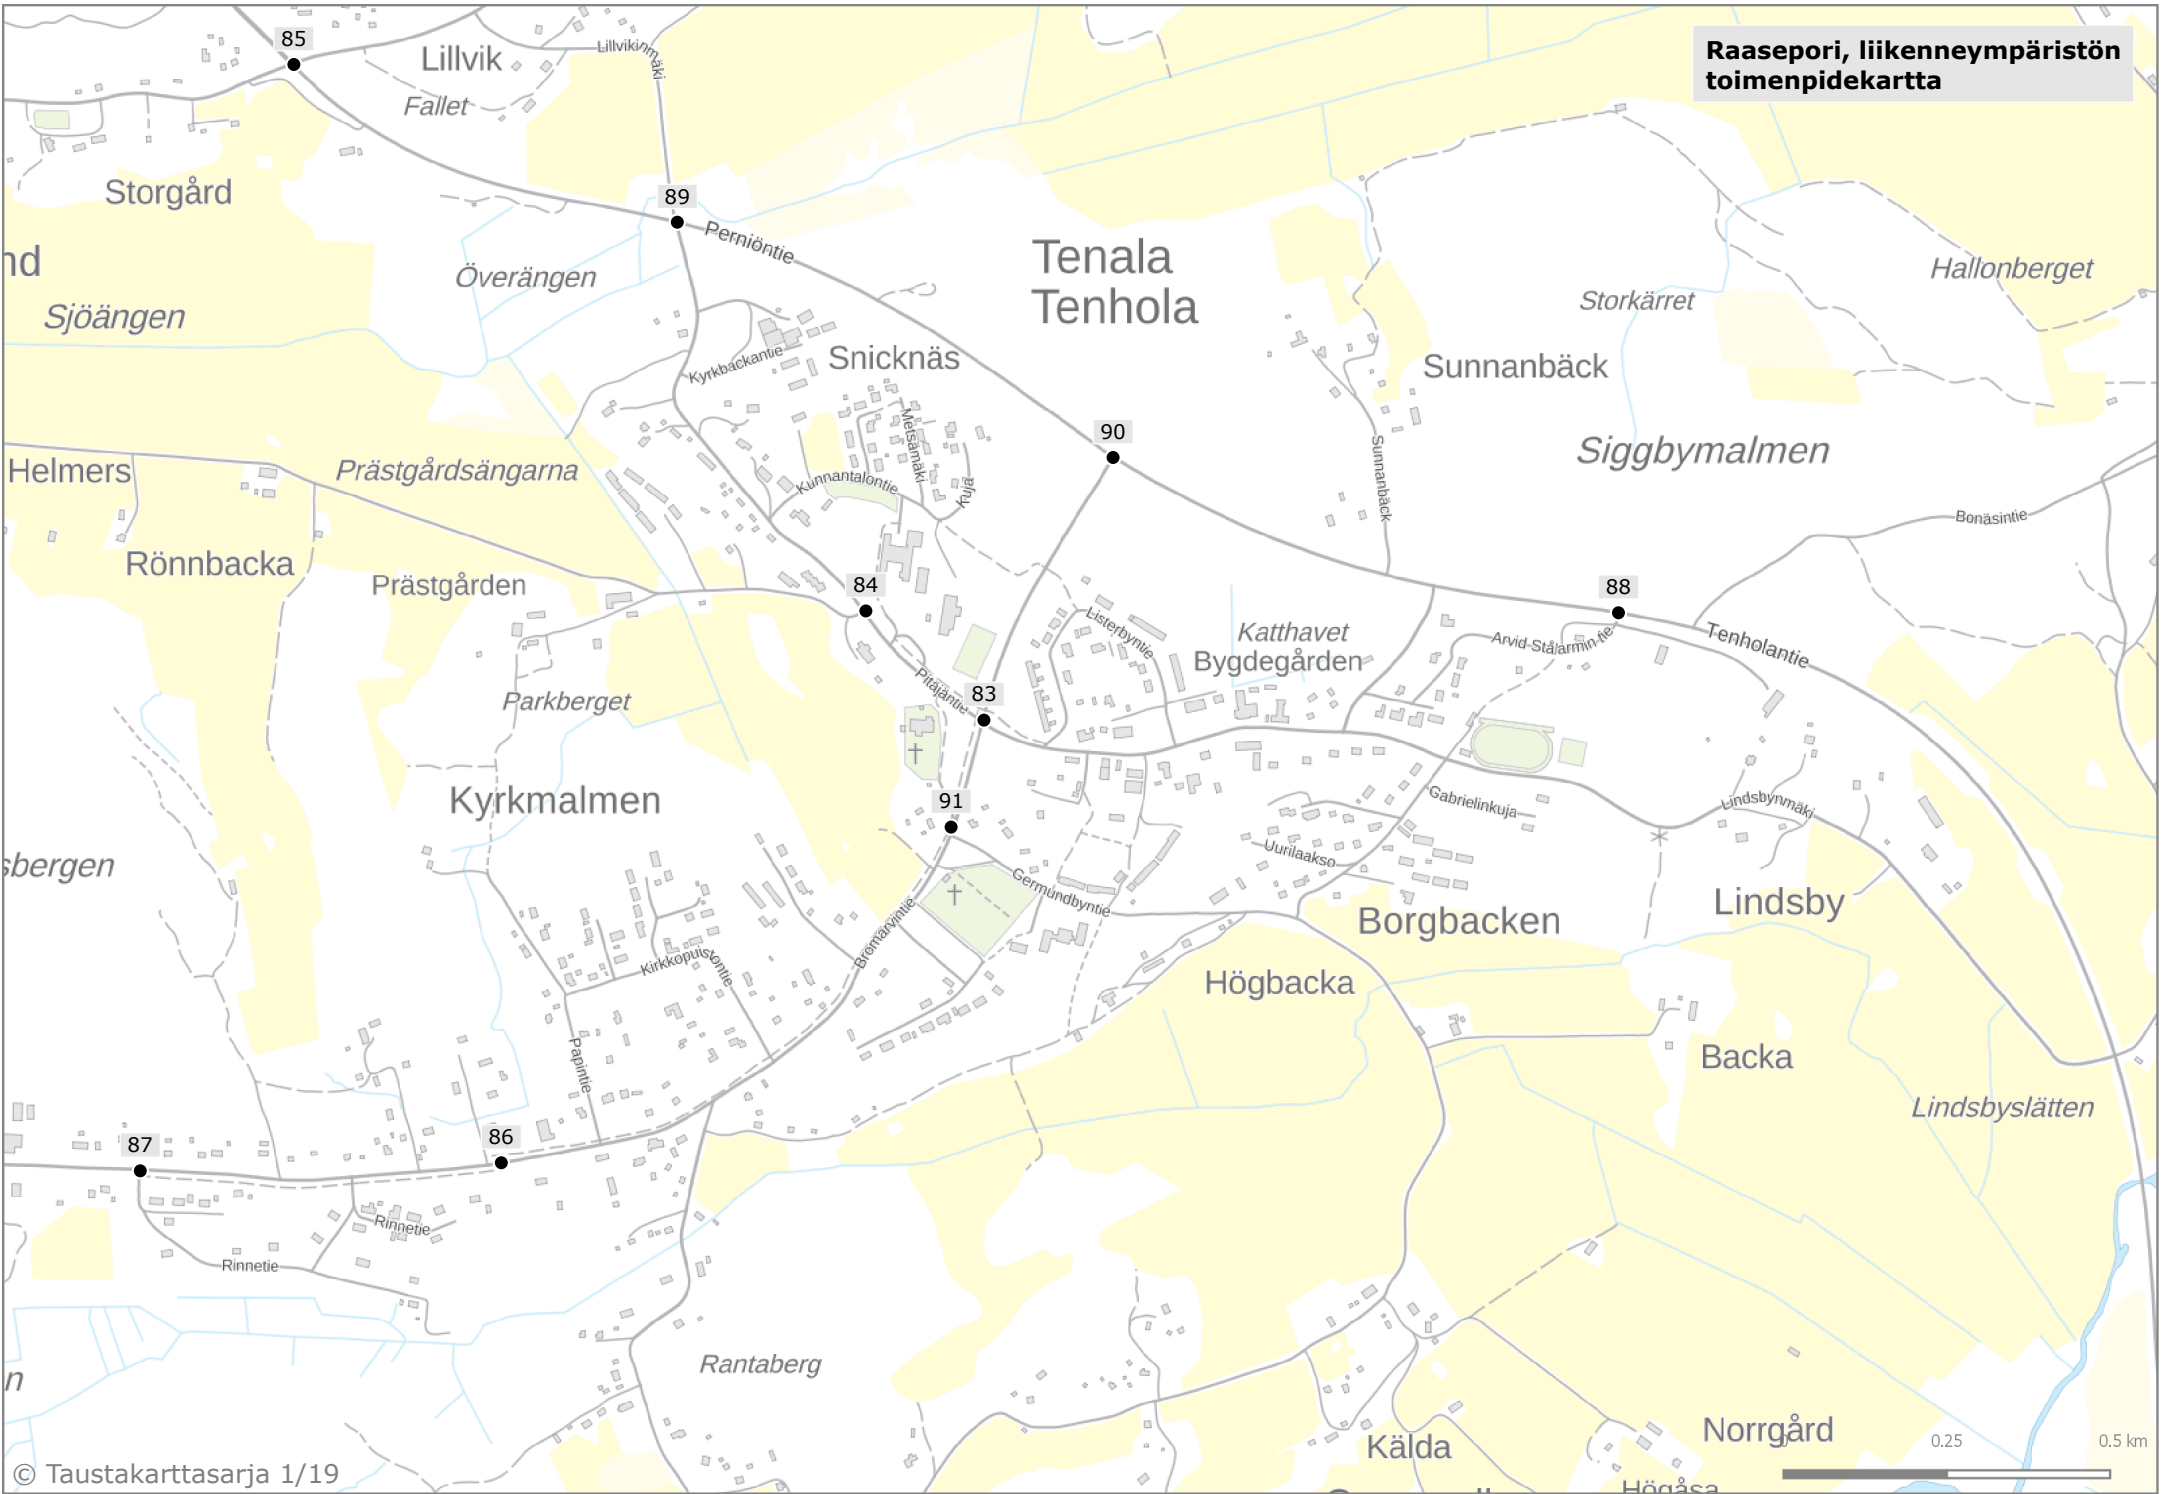 Raasepori, liikenneympäristön
toimenpidekartta
85
Lillvik
Lillvikinmäki
Fallet
Storgård
89
Perniöntie
Tenala
Tenhola
nd
Överängen
Sjöängen
Hallonberget
Storkärret
Kyrkbackantie
Snicknäs
Sunnanbäck
Metsämäki
90
Siggbymalmen
Sunnanbäck
Helmers
Prästgårdsängarna
Kunnantalontie
Kuja
Bonäsintie
Rönnbacka
Prästgården
84
88
Listerbyntie
Katthavet
Bygdegården
Arvid Stålarmin tie
Tenholantie
Parkberget
Pitäjäntie
83
Kyrkmalmen
91
Gabrielinkuja
Lindsbynmäki
sbergen
Uurilaakso
Germundbyntie
Lindsby
Borgbacken
Bromarvintie
Kirkkopuistontie
Högbacka
Papintie
Backa
Lindsbyslätten
87
86
Rinnetie
Rinnetie
Rantaberg
n
Kälda
Norrgård
0
0.25
0.5 km
Högåsa
© Taustakarttasarja 1/19